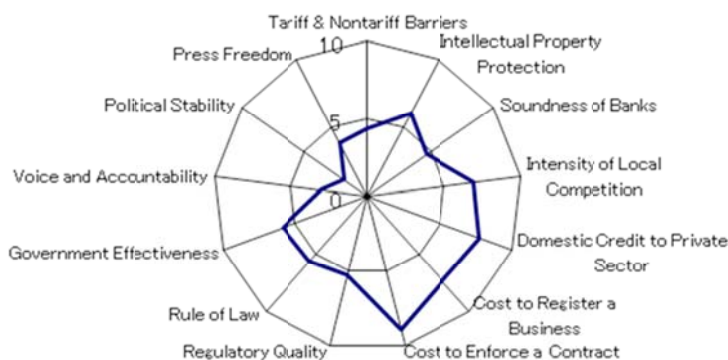 Tariff & Nontariff Barriers
10
Intellectual Property
Protection
Press Freedom
Soundness of Banks
Political Stability
5
Intensity of Local
Competition
Voice and Accountability
0
Domestic Credit to Private
Sector
Government Effectiveness
Cost to Register a
Business
Rule of Law
Cost to Enforce a Contract
Regulatory Quality